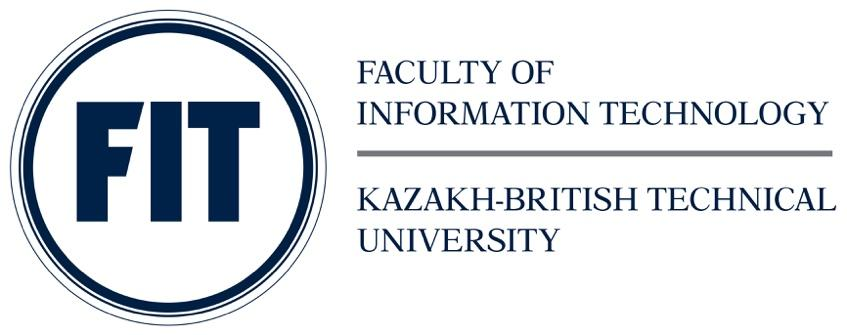 FIT
FACULTY OF
INFORMATION TECHNOLOGY
KAZAKH-BRITISH TECHNICAL
UNIVERSITY